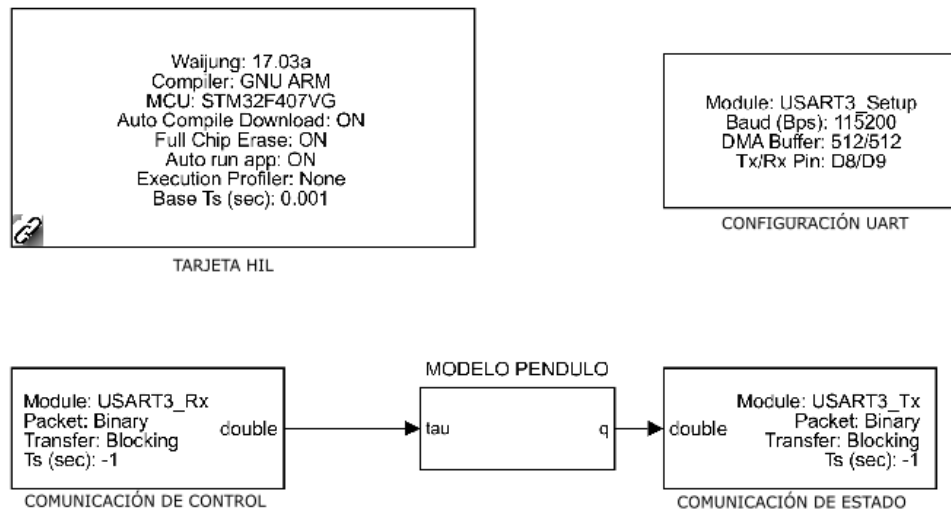 Waijung: 17.03a
Compiler: GNU ARM
MCU: STM32F407VG
Auto Compile Download: ON
Full Chip Erase: ON
Auto run app: ON
Execution Profiler: None
Base Ts (sec): 0.001
TARJETA HIL
Module: USART3_Setup
Baud (Bps): 115200
DMA Buffer: 512/512
Tx/Rx Pin: D8/D9
CONFIGURACIÓN UART
Module: USART3_Rx
Packet: Binary
Transfer: Blocking
Ts (sec): -1
double
COMUNICACIÓN DE CONTROL
MODELO PENDULO
tau
q
double
Module: USART3_Tx
Packet: Binary
Transfer: Blocking
Ts (sec): -1
COMUNICACIÓN DE ESTADO